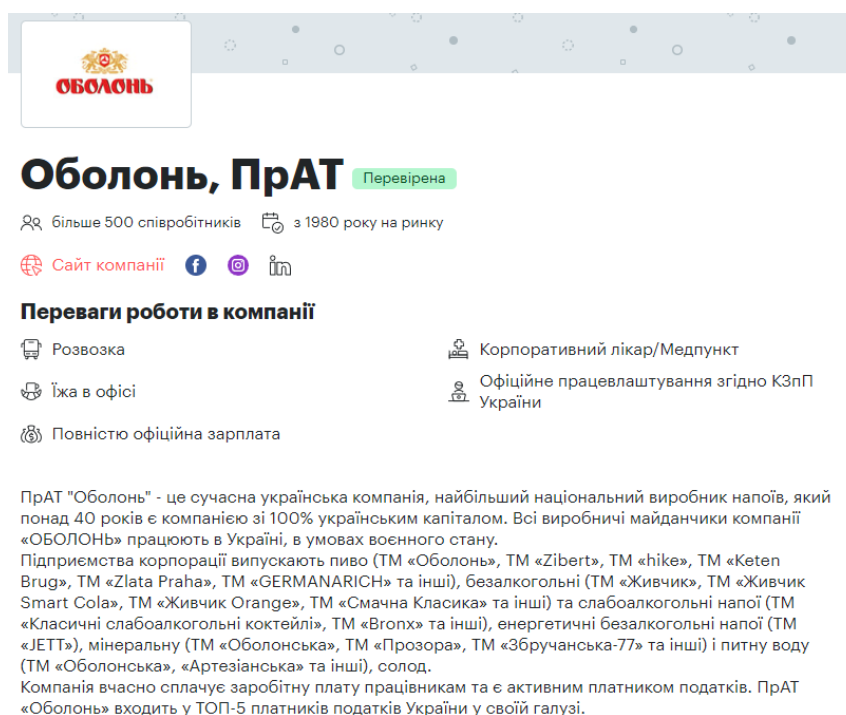 ОБОЛОНЬ
Оболонь, ПрАТ Перевірена
більше 500 співробітників з 1980 року на ринку
Сайт компанії
Переваги роботи в компанії
Розвозка
Корпоративний лікар/Медпункт
Їжа в офісі
Офіційне працевлаштування згідно КЗпП
України
Повністю офіційна зарплата
ПрАТ "Оболонь" - це сучасна українська компанія, найбільший національний виробник напоїв, який
понад 40 років є компанією зі 100% українським капіталом. Всі виробничі майданчики компанії
«ОБОЛОНЬ» працюють в Україні, в умовах воєнного стану.
Підприємства корпорації випускають пиво (ТМ «Оболонь», ТМ «Zibert», ТМ «hike», ТМ «Keten
Brug», ТМ «Zlata Praha», ТМ «GERMANARICH» та інші), безалкогольні (ТМ «Живчик», ТМ «Живчик
Smart Cola», ТМ «Живчик Orange», ТМ «Смачна Класика» та інші) та слабоалкогольні напої (ТМ
«Класичні слабоалкогольні коктейлі», ТМ «Bronx» та інші), енергетичні безалкогольні напої (ТМ
«JETT»), мінеральну (ТМ «Оболонська», ТМ «Прозора», ТМ «Збручанська-77» та інші) і питну воду
(ТМ «Оболонська», «Артезіанська» та інші), солод.
Компанія вчасно сплачує заробітну плату працівникам та є активним платником податків. ПрАТ
«Оболонь» входить у ТОП-5 платників податків України у своїй галузі.